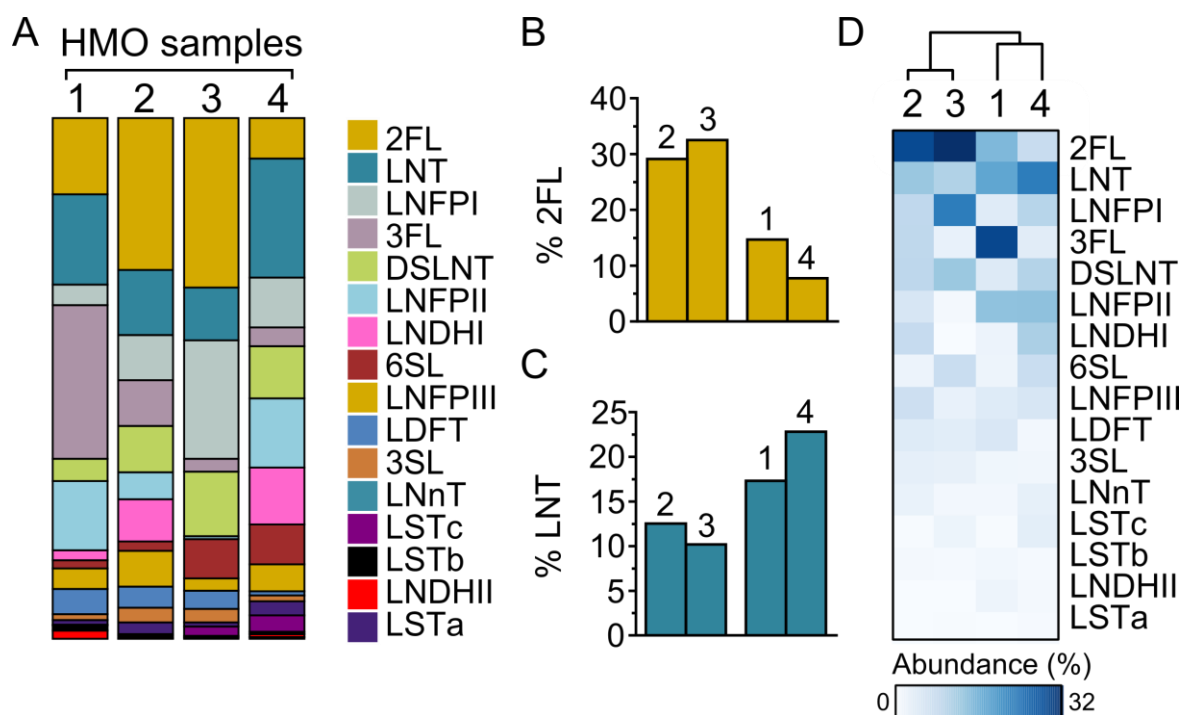 A
HMO samples
1 2 3 4
2FL
LNT
LNFPI
3FL
DSLNT
LNFPII
LNDHI
6SL
LNFPIII
LDFT
3SL
LNnT
LSTc
LSTb
LNDHII
LSTa
B
% 2FL
40
30
20
10
0
2
3
1
4
C
% LNT
25
20
15
10
5
0
2
3
1
4
D
2 3 1 4
2FL
LNT
LNFPI
3FL
DSLNT
LNFPII
LNDHI
6SL
LNFPIII
LDFT
3SL
LNnT
LSTc
LSTb
LNDHII
LSTa
Abundance (%)
0 32